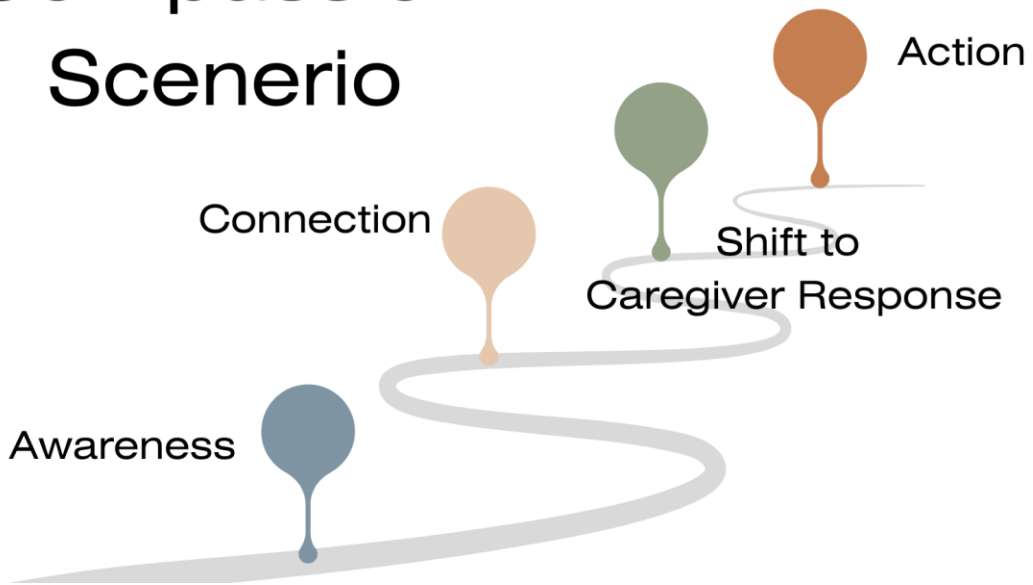 Scenerio
Action
Connection
Shift to
Caregiver Response
Awareness